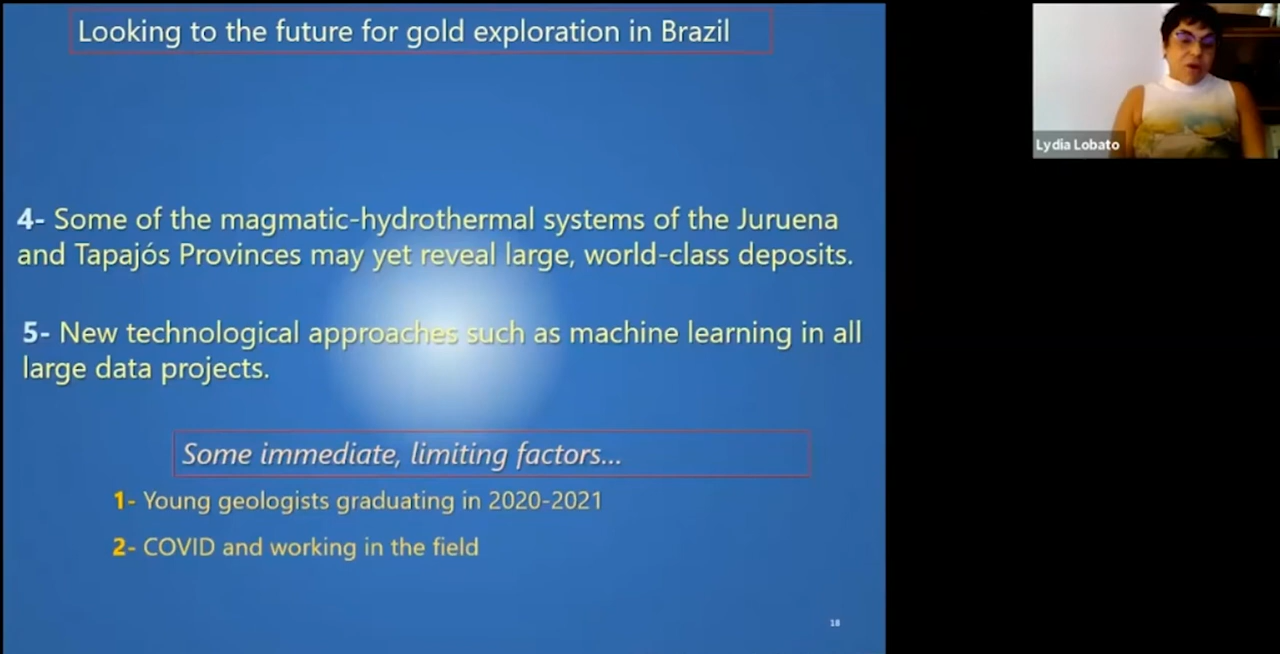 Looking to the future for gold exploration in Brazil
Lydia Lobato
4- Some of the magmatic-hydrothermal systems of the Juruena
and Tapajós Provinces may yet reveal large, world-class deposits.
5- New technological approaches such as machine learning in all
large data projects.
Some immediate, limiting factors...
1- Young geologists graduating in 2020-2021
2- COVID and working in the field
18